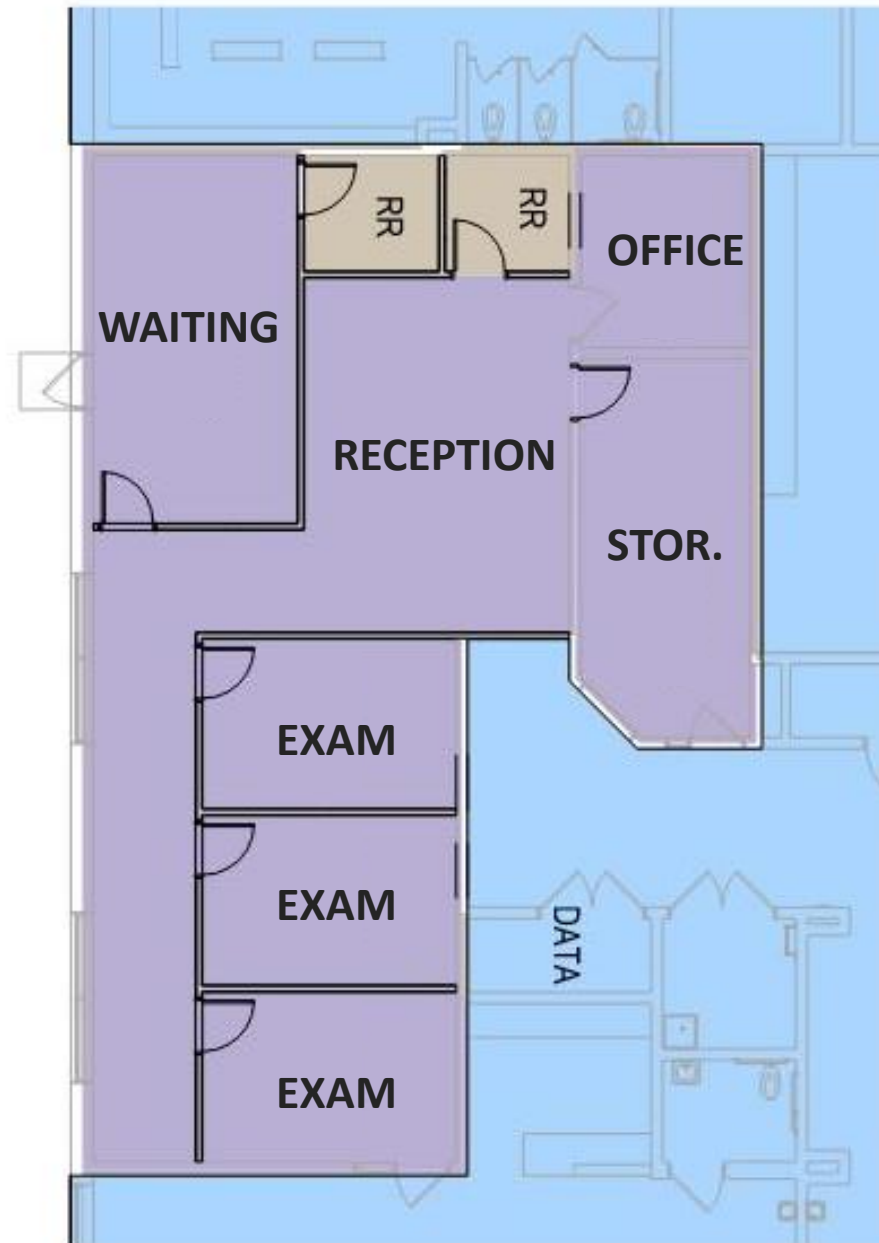 RR
RR
OFFICE
WAITING
RECEPTION
STOR.
EXAM
EXAM
DATA
EXAM